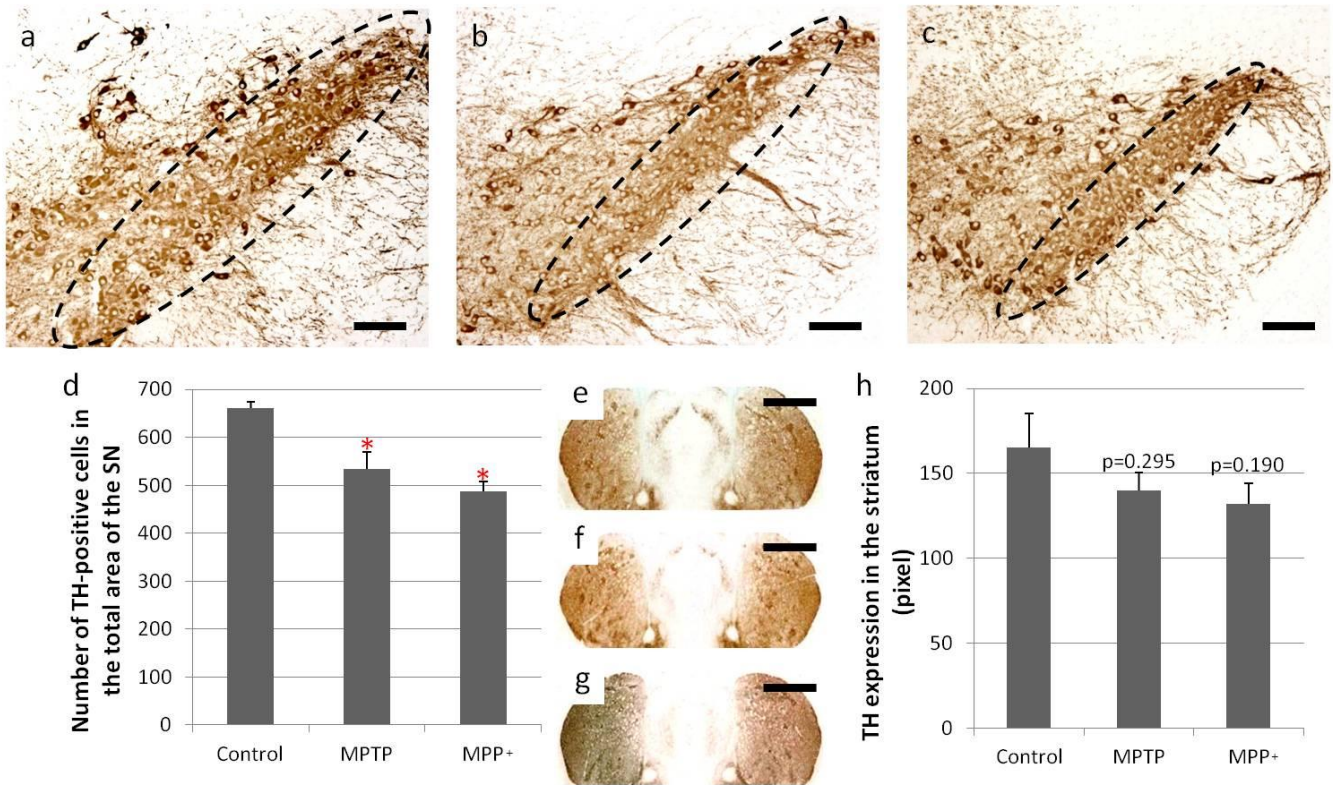 a
b
c
d
Number of TH-positive cells in
the total area of the SN
700
600
500
400
300
200
100
0
*
*
Control
MPTP
MPP+
e
f
g
h
TH expression in the striatum
(pixel)
200
150
100
50
0
p=0.295
p=0.190
Control
MPTP
MPP+